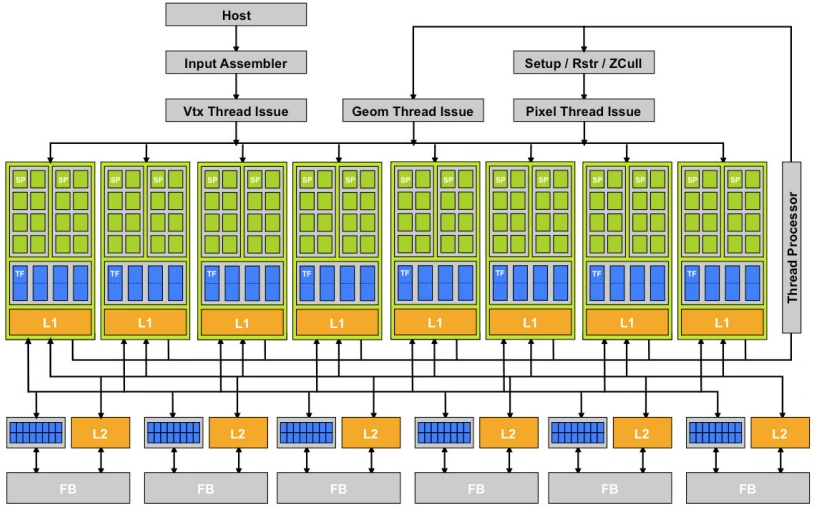 Host
Input Assembler
Setup / Rstr / ZCull
Vtx Thread Issue
Geom Thread Issue
Pixel Thread Issue
SP SP SP SP SP SP SP SP SP SP SP SP SP SP SP SP
TF TF TF TF TF TF TF TF
L1 L1 L1 L1 L1 L1 L1 L1
Thread Processor
L2 L2 L2 L2 L2 L2
FB FB FB FB FB FB